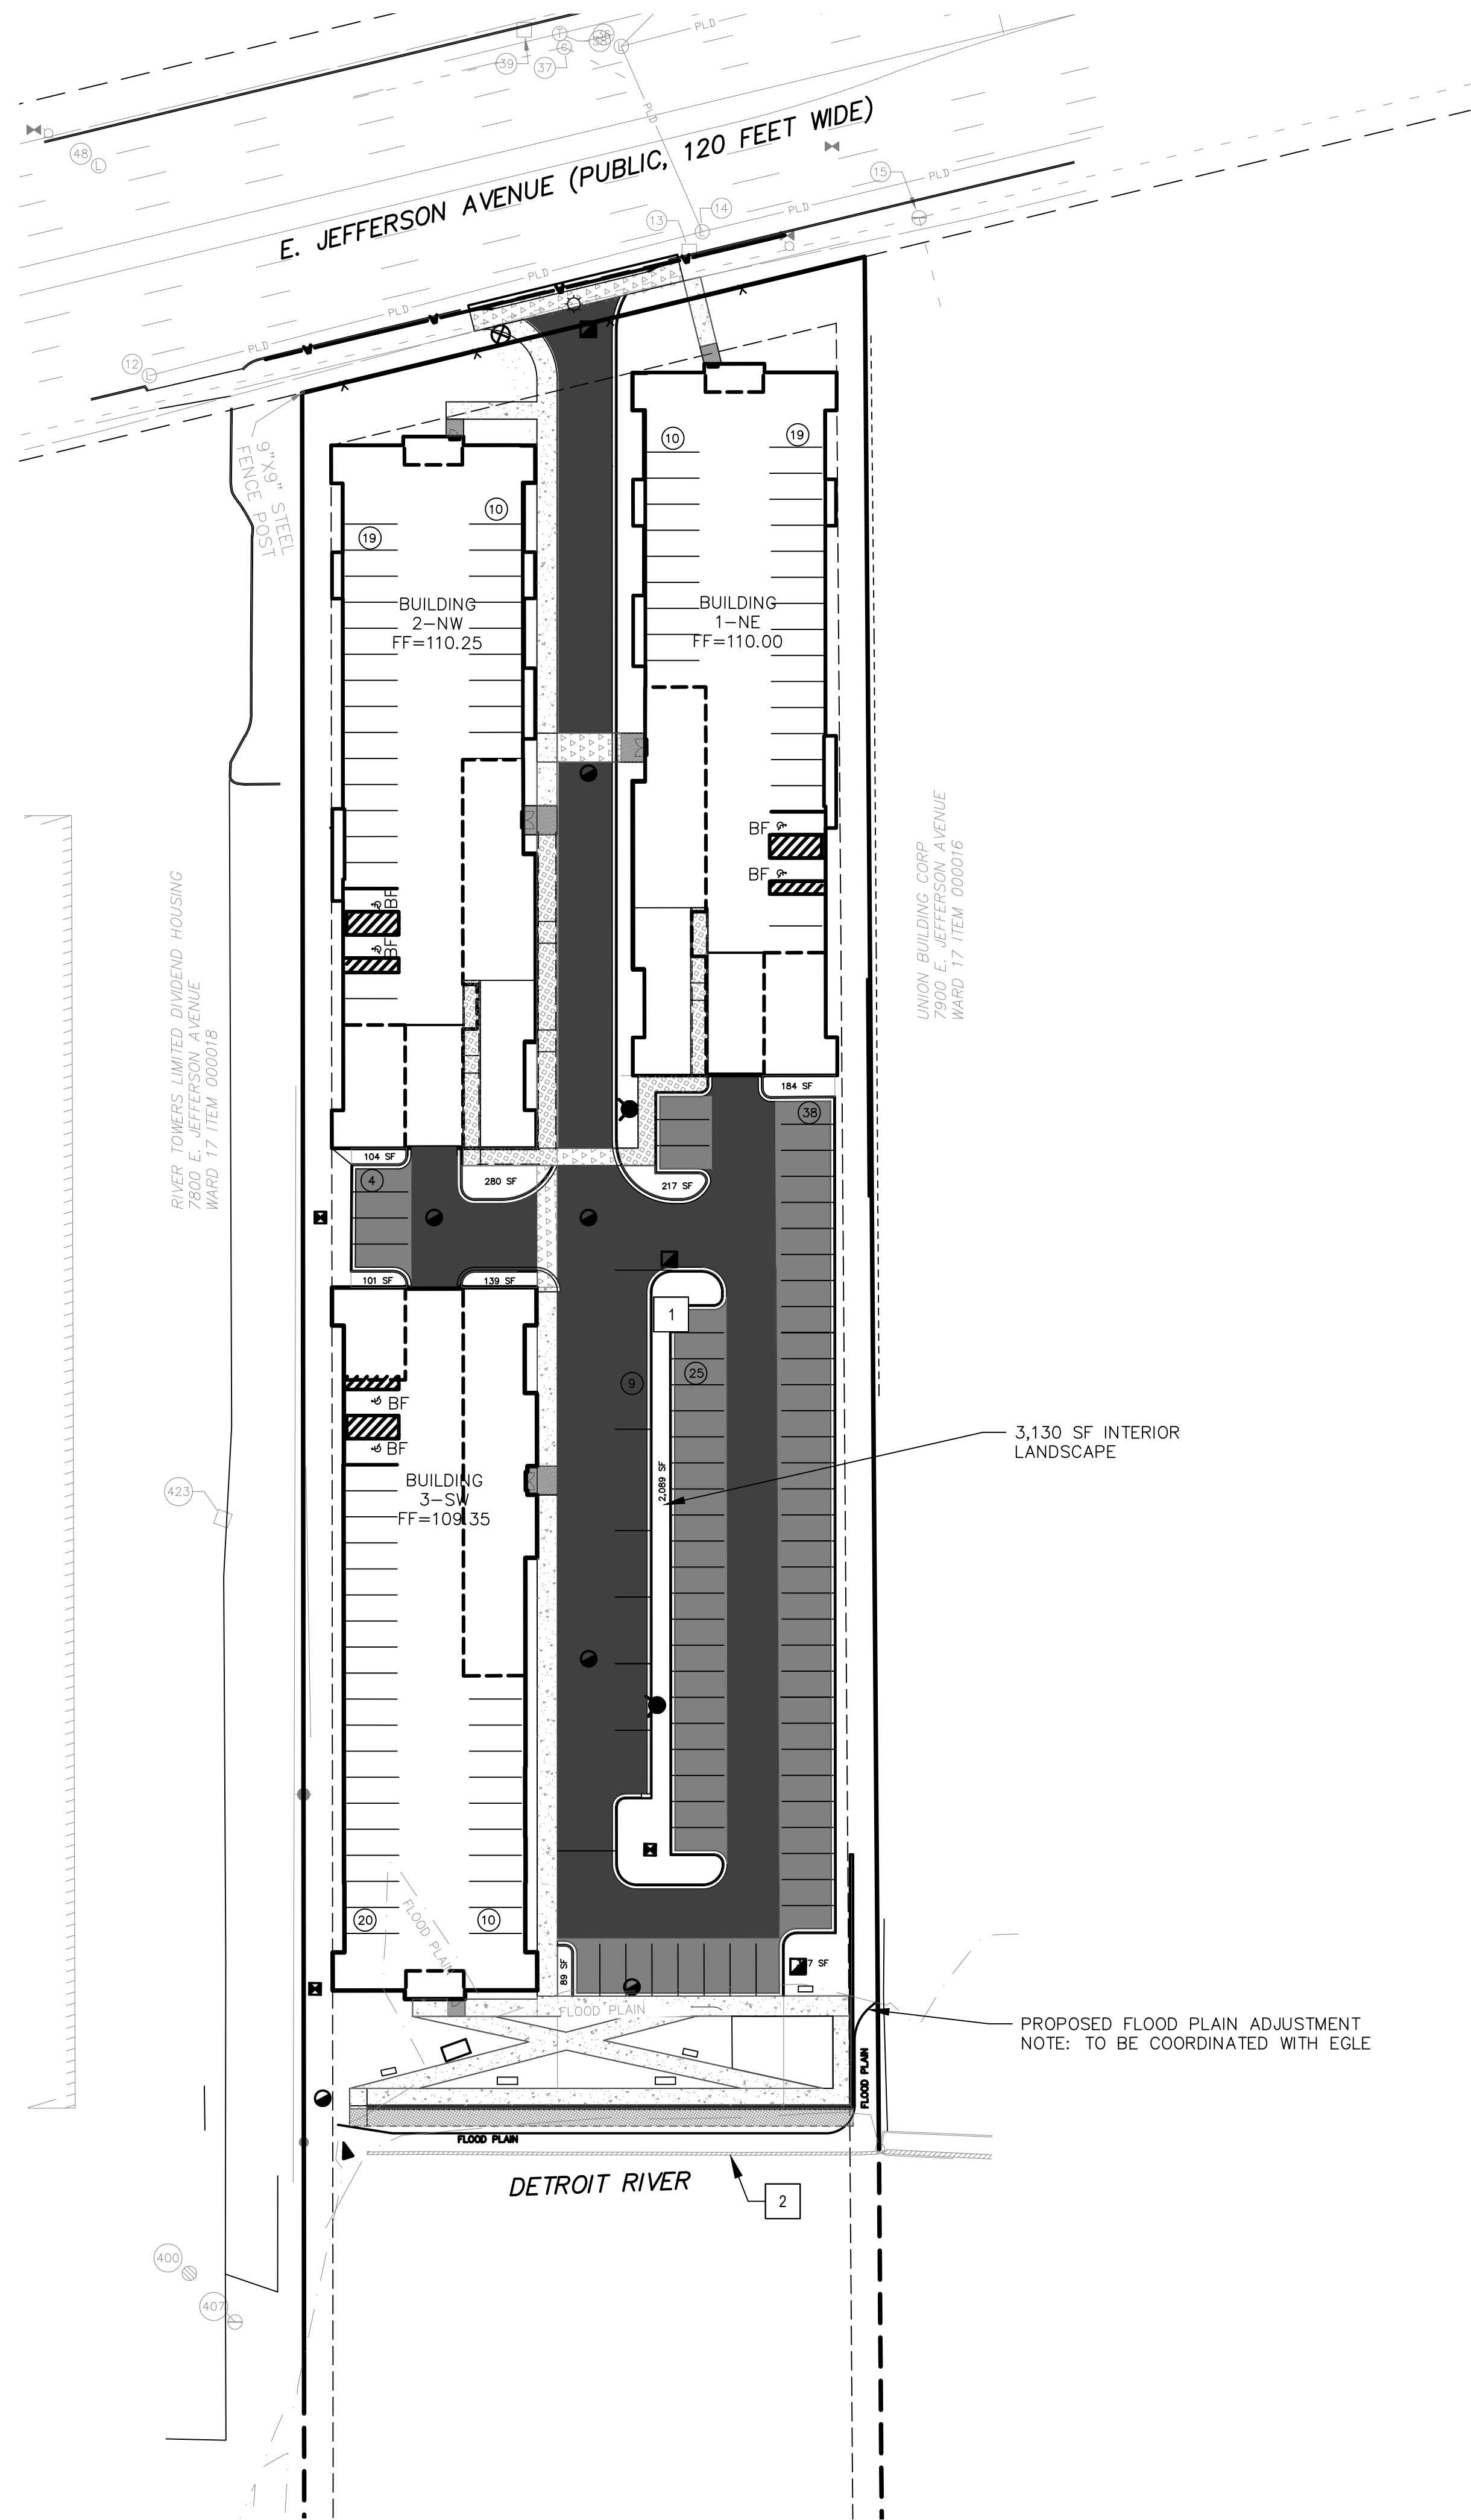 PLD
39
37
38
36
T
6
L
PLD
48
L
E. JEFFERSON AVENUE (PUBLIC, 120 FEET WIDE)
15
PLD
14
13
L
PLD
PLD
PLD
PLD
12
L
9"X9" STEEL
FENCE POST
10
19
10
19
BUILDING
2-NW
FF=110.25
BUILDING
1-NE
FF=110.00
BF
BF
BF
BF
RIVER TOWERS LIMITED DIVIDEND HOUSING
7800 E. JEFFERSON AVENUE
WARD 17 ITEM 000018
UNION BUILDING CORP
7900 E. JEFFERSON AVENUE
WARD 17 ITEM 000016
184 SF
38
104 SF
4
280 SF
217 SF
101 SF
139 SF
1
9
25
BF
BF
3,130 SF INTERIOR
LANDSCAPE
2,089 SF
BUILDING
3-SW
FF=109.35
423
20
10
FLOOD PLAIN
89 SF
7 SF
FLOOD PLAIN
PROPOSED FLOOD PLAIN ADJUSTMENT
NOTE: TO BE COORDINATED WITH EGLE
FLOOD PLAIN
FLOOD PLAIN
DETROIT RIVER
2
400
407